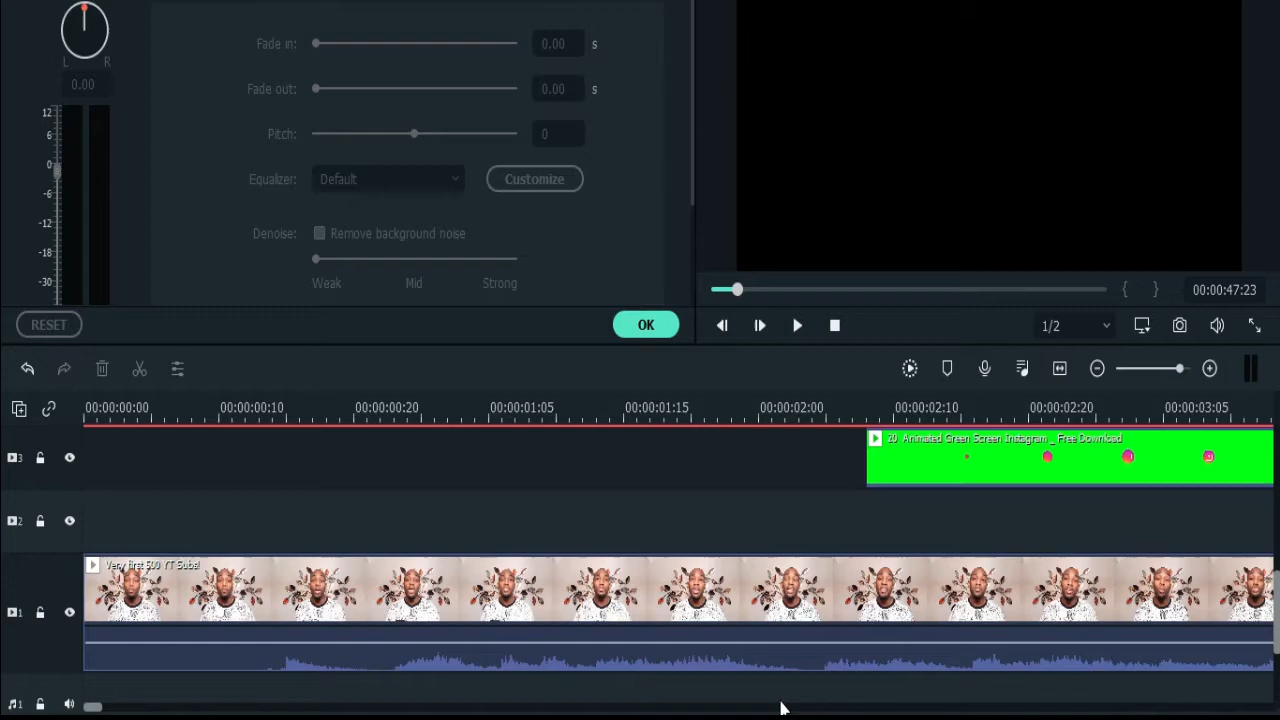 L R
0.00
12
6
0
-6
-12
-18
-30
Fade in: 0.00 s
Fade out: 0.00 s
Pitch: 0
Equalizer: Default Customize
Denoise: Remove background noise
Weak Mid Strong
RESET OK
{ } 00:00:47:23
1/2
00:00:00:00 00:00:00:10 00:00:00:20 00:00:01:05 00:00:01:15 00:00:02:00 00:00:02:10 00:00:02:20 00:00:03:05
3 20 Animated Green Screen Instagram _ Free Download
2
Very first 500 YT Subs!
1
1